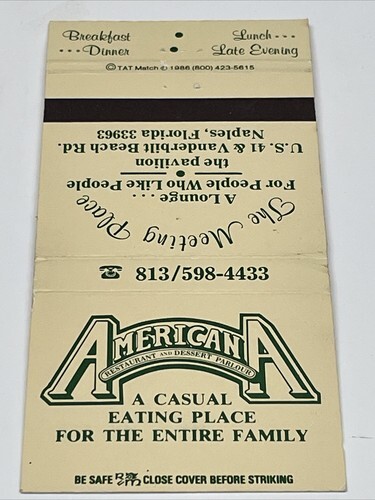 Breakfast • Lunch---
---Dinner • Late Evening
©TAT Match © 1986 (800) 423-5615
The Meeting Place
A Lounge . . .
For People Who Like People
the pavilion
U.S. 41 & Vanderbilt Beach Rd.
Naples, Florida 33963
☎ 813/598-4433
AMERICANA
RESTAURANT AND DESSERT PARLOUR
A CASUAL
EATING PLACE
FOR THE ENTIRE FAMILY
BE SAFE CLOSE COVER BEFORE STRIKING